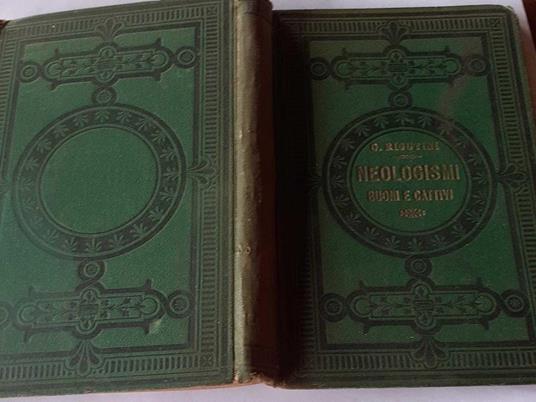 G. RIGUTINI
NEOLOGISMI
BUONI E CATTIVI